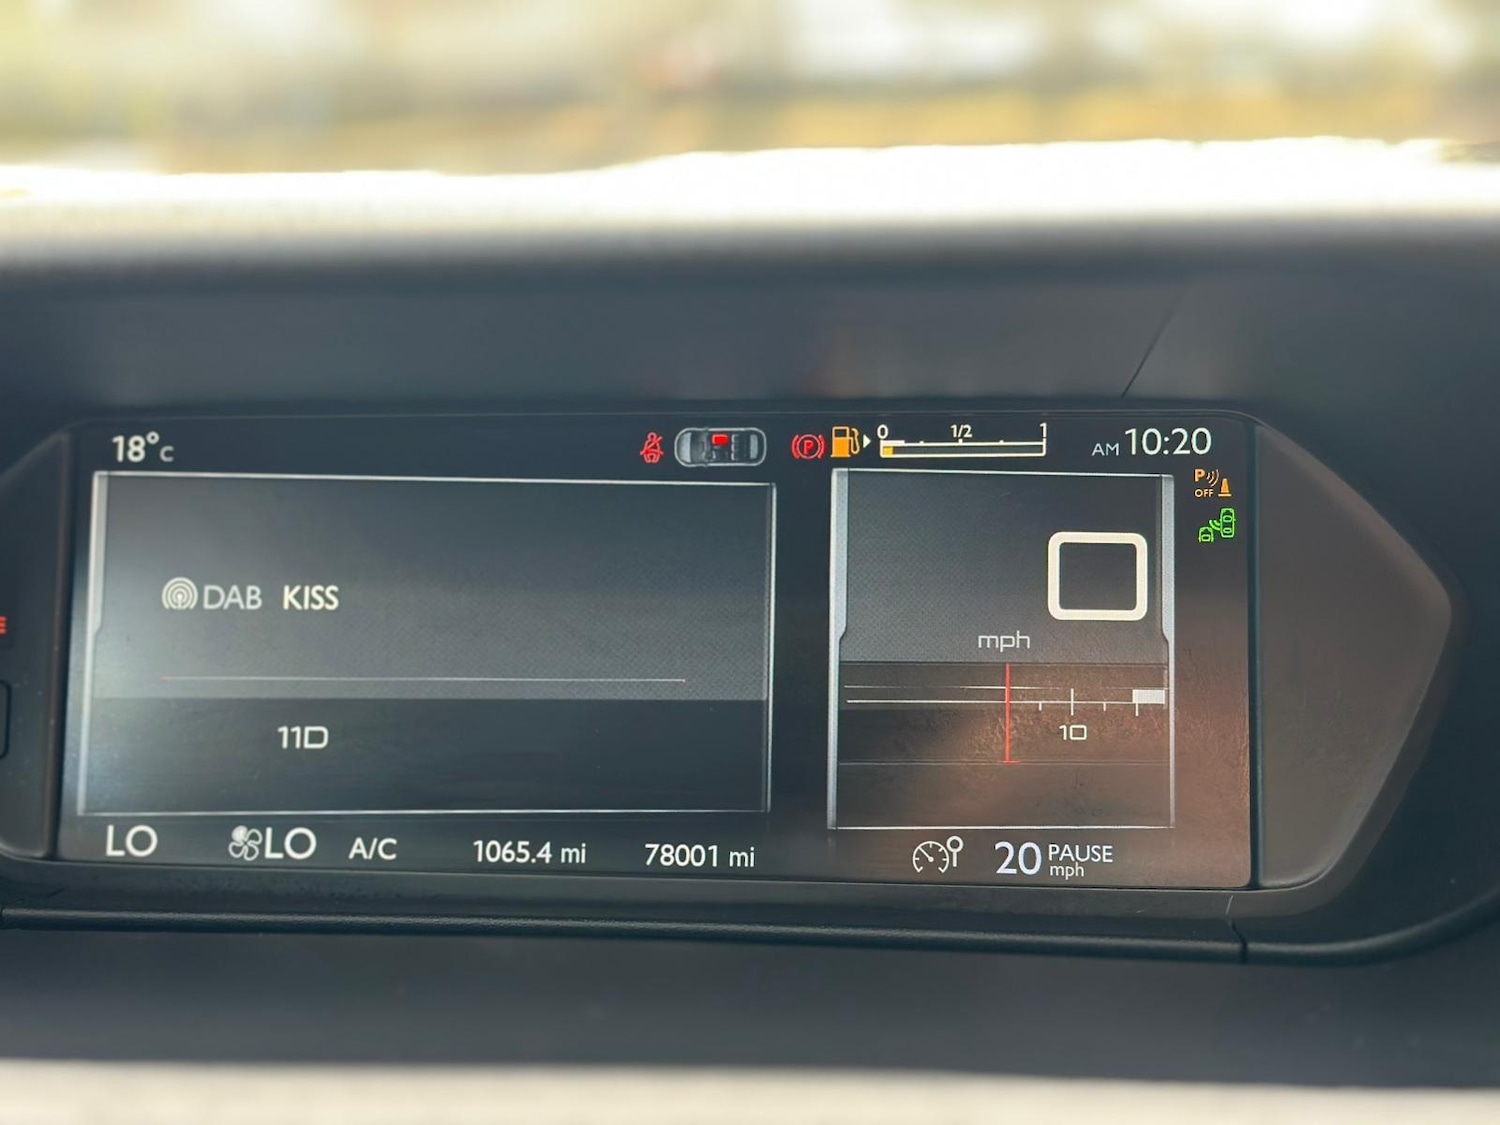 18°C
P
0 1/2 1
AM 10:20
P
OFF
DAB KISS
0
mph
10
11D
LO LO A/C 1065.4 mi 78001 mi
20 PAUSE
mph